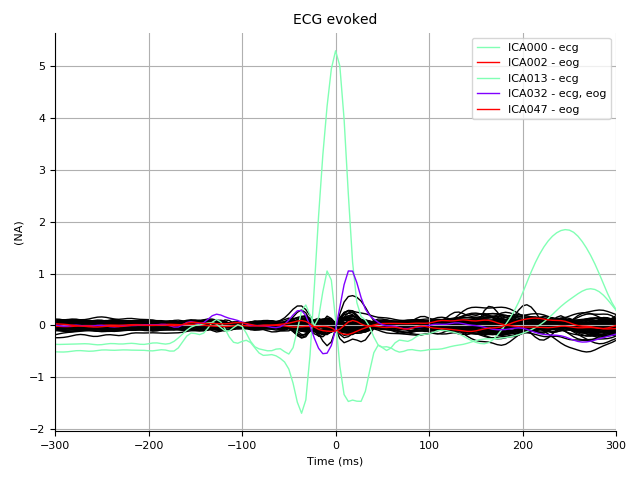 ECG evoked
ICA000 - ecg
ICA002 - eog
ICA013 - ecg
ICA032 - ecg, eog
ICA047 - eog
(NA)
5
4
3
2
1
0
−1
−2
−300
−200
−100
0
100
200
300
Time (ms)